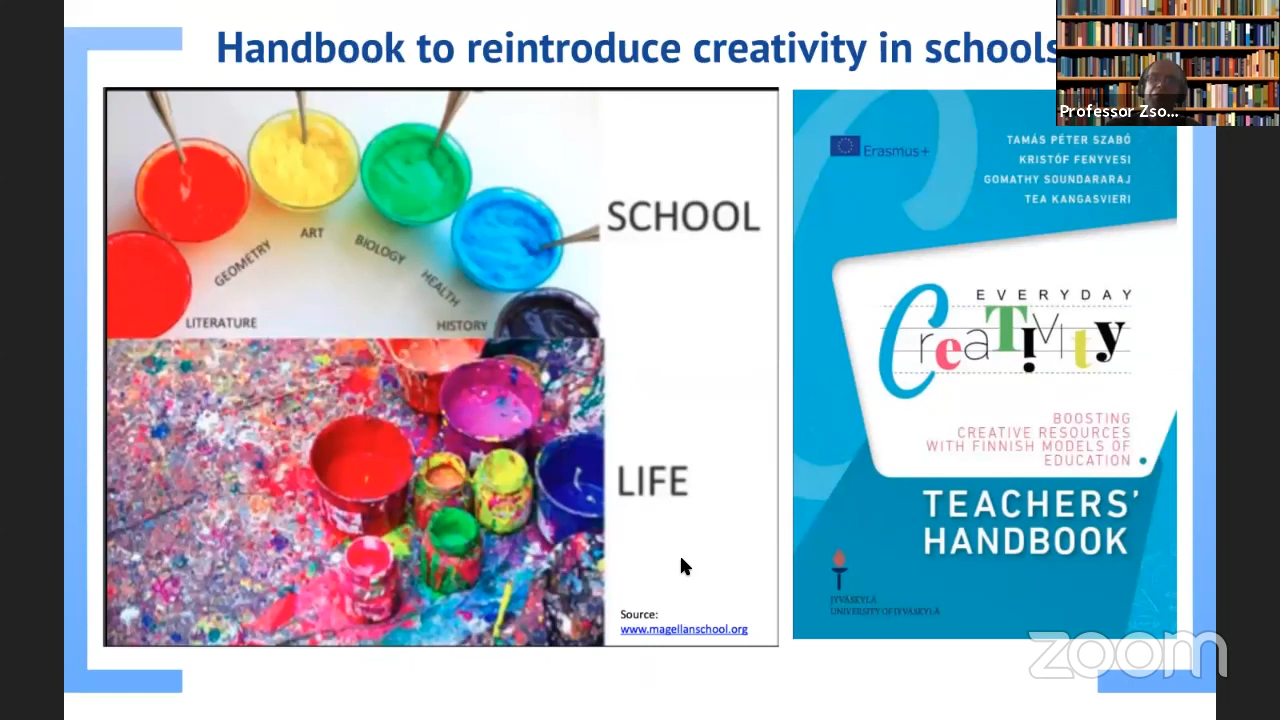 Handbook to reintroduce creativity in schools
Professor Zso...
LITERATURE
GEOMETRY
ART
BIOLOGY
HEALTH
HISTORY
SCHOOL
LIFE
Source:
www.magellanschool.org
Erasmus+
TAMÁS PÉTER SZABÓ
KRISTÓF FENYVESI
GOMATHY SOUNDARARAJ
TEA KANGASVIERI
EVERYDAY
CreaTiVity
BOOSTING
CREATIVE RESOURCES
WITH FINNISH MODELS OF
EDUCATION
TEACHERS'
HANDBOOK
JYVÄSKYLÄ
UNIVERSITY OF JYVÄSKYLÄ
zoom